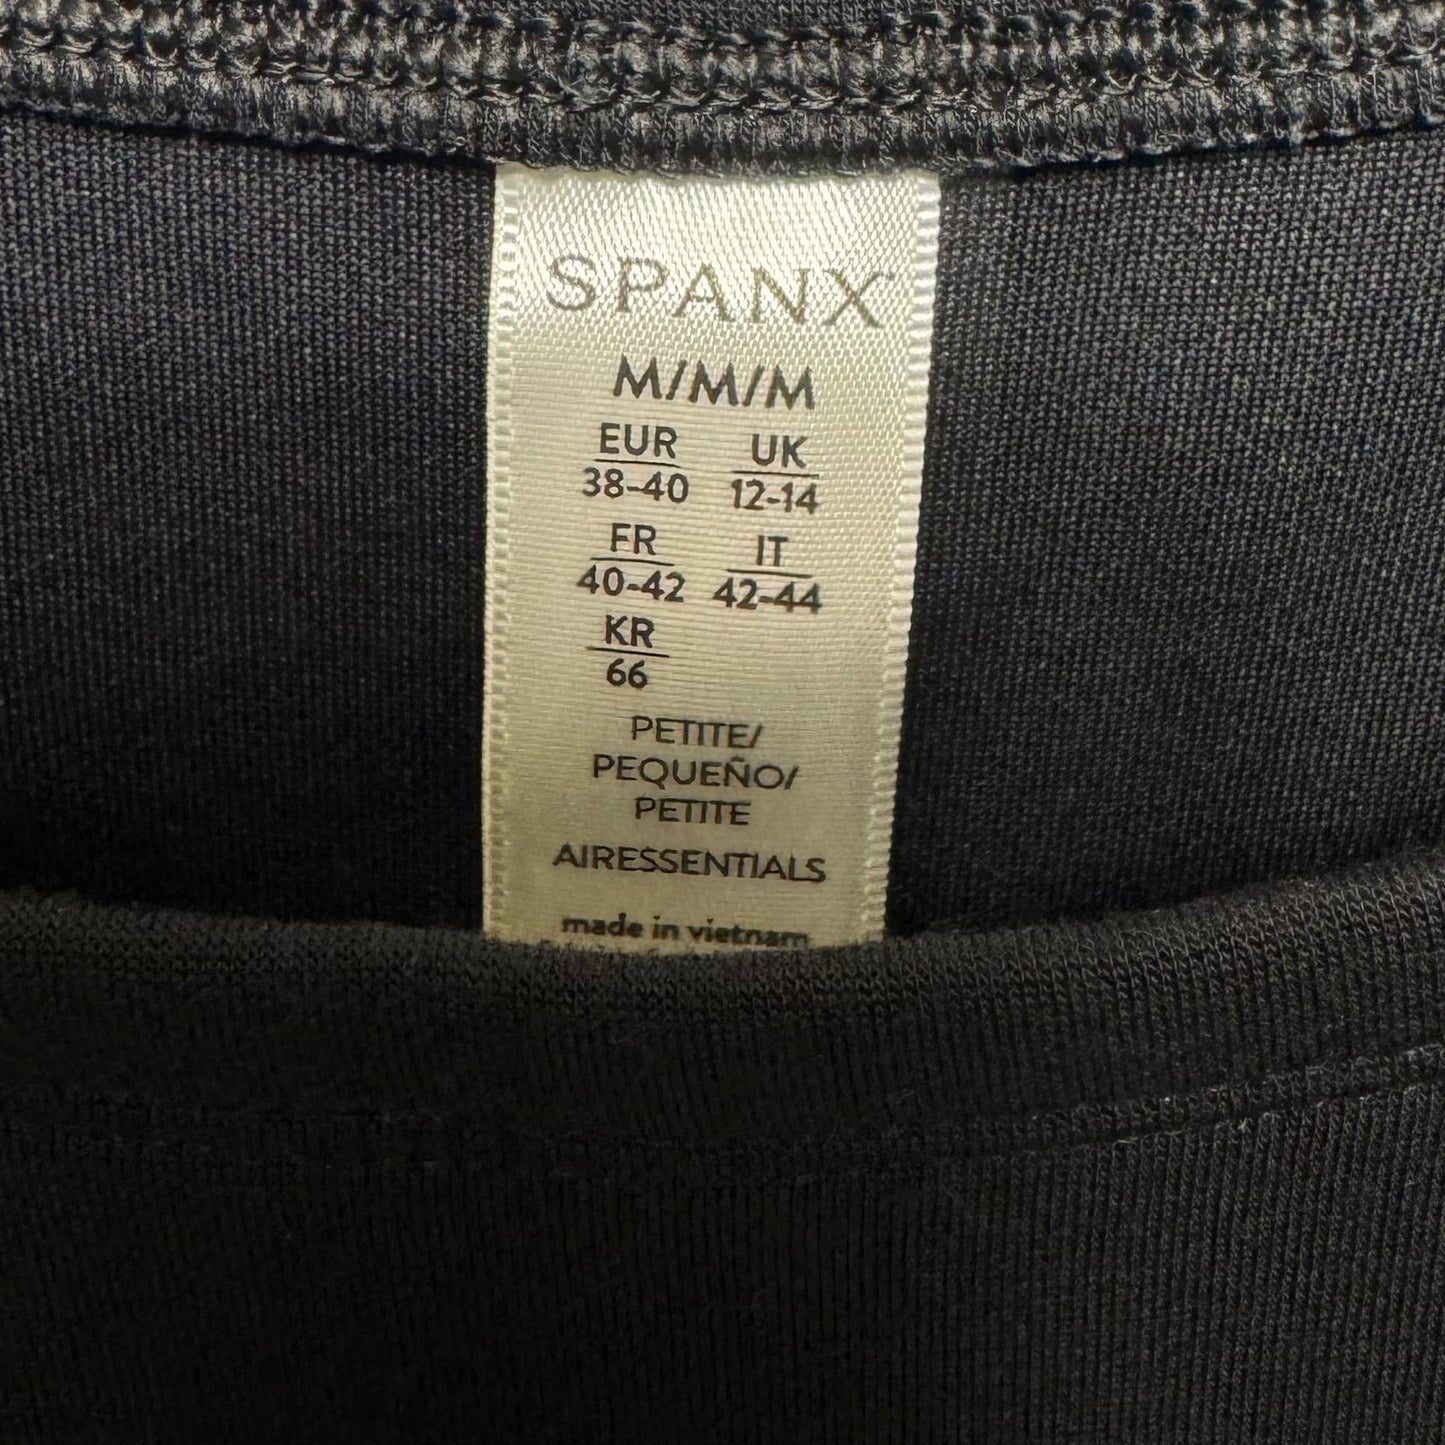 SPANX
M/M/M
EUR UK
38-40 12-14
FR IT
40-42 42-44
KR
66
PETITE/
PEQUEÑO/
PETITE
AIRESSENTIALS
made in vietnam